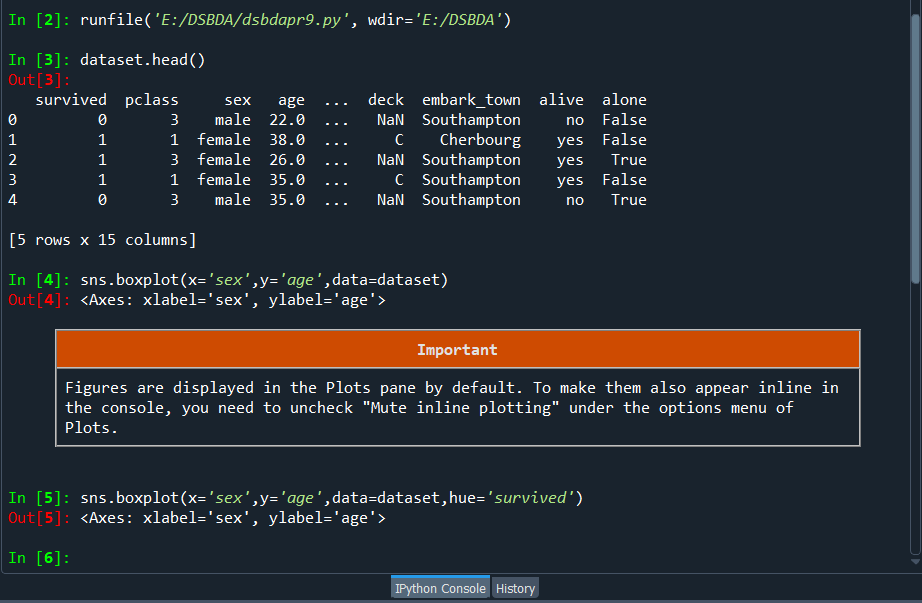 In [2]: runfile('E:/DSBDA/dsbdapr9.py', wdir='E:/DSBDA')
In [3]: dataset.head()
Out[3]:
   survived  pclass     sex   age  ...  deck  embark_town  alive  alone
0         0       3    male  22.0  ...   NaN  Southampton     no  False
1         1       1  female  38.0  ...     C    Cherbourg    yes  False
2         1       3  female  26.0  ...   NaN  Southampton    yes   True
3         1       1  female  35.0  ...     C  Southampton    yes  False
4         0       3    male  35.0  ...   NaN  Southampton     no   True
[5 rows x 15 columns]
In [4]: sns.boxplot(x='sex',y='age',data=dataset)
Out[4]: <Axes: xlabel='sex', ylabel='age'>
Important
Figures are displayed in the Plots pane by default. To make them also appear inline in
the console, you need to uncheck "Mute inline plotting" under the options menu of
Plots.
In [5]: sns.boxplot(x='sex',y='age',data=dataset,hue='survived')
Out[5]: <Axes: xlabel='sex', ylabel='age'>
In [6]:
IPython Console History